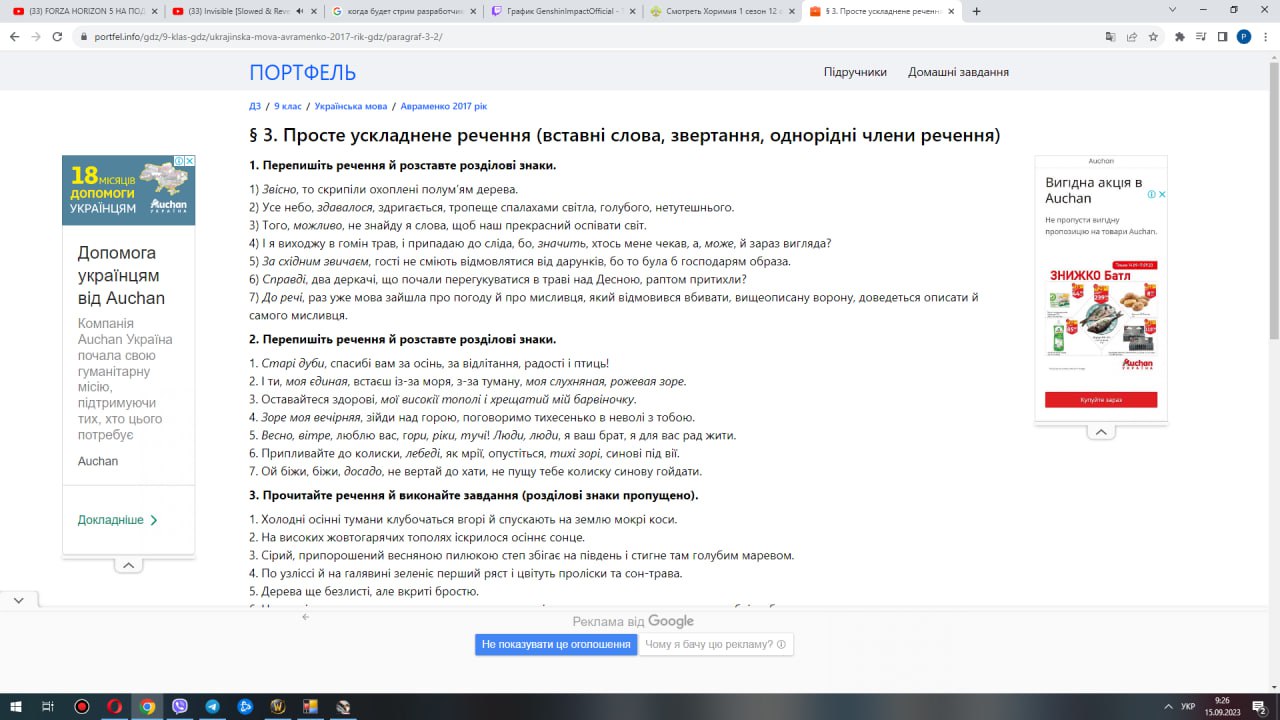 (33) FORZA HORIZON 5 НА ПОД
(33) Invisible [Slowed & Reve
когда будет стрим разработчик
График GenshinImpactOfficial -
Смотреть Хоримия 1 сезон 12 с
§ 3. Просте ускладнене речення
portfel.info/gdz/9-klas-gdz/ukrajinska-mova-avramenko-2017-rik-gdz/paragraf-3-2/
P
ПОРТФЕЛЬ
Підручники Домашні завдання
ДЗ / 9 клас / Українська мова / Авраменко 2017 рік
§ 3. Просте ускладнене речення (вставні слова, звертання, однорідні члени речення)
1. Перепишіть речення й розставте розділові знаки.
1) Звісно, то скрипіли охоплені полум’ям дерева.
2) Усе небо, здавалося, здригається, трепеще спалахами світла, голубого, нетутешнього.
3) Того, можливо, не знайду я слова, щоб наш прекрасний оспівати світ.
4) І я виходжу в гомін трав, і припадаю до сліда, бо, значить, хтось мене чекав, а, може, й зараз вигляда?
5) За східним звичаєм, гості не сміють відмовлятися від дарунків, бо то була б господарям образа.
6) Справді, два деркачі, що почали перегукуватися в траві над Десною, раптом притихли?
7) До речі, раз уже мова зайшла про погоду й про мисливця, який відмовився вбивати, вищеописану ворону, доведеться описати й
самого мисливця.
2. Перепишіть речення й розставте розділові знаки.
1. Старі дуби, спасибі вам за осінь, за відлітання, радості і птиць!
2. І ти, моя єдиная, встаєш із-за моря, з-за туману, моя слухняная, рожевая зоре.
3. Оставайтеся здорові, мої високії тополі і хрещатий мій барвіночку.
4. Зоре моя вечірняя, зійди над горою, поговоримо тихесенько в неволі з тобою.
5. Весно, вітре, люблю вас, гори, ріки, тучі! Люди, люди, я ваш брат, я для вас рад жити.
6. Припливайте до колиски, лебеді, як мрії, опустіться, тихі зорі, синові під вії.
7. Ой біжи, біжи, досадо, не вертай до хати, не пущу тебе колиску синову гойдати.
3. Прочитайте речення й виконайте завдання (розділові знаки пропущено).
1. Холодні осінні тумани клубочаться вгорі й спускають на землю мокрі коси.
2. На високих жовтогарячих тополях іскрилося осіннє сонце.
3. Сірий, припорошений весняною пилюкою степ збігає на південь і стигне там голубим маревом.
4. По узліссі й на галявині зеленіє перший ряст і цвітуть проліски та сон-трава.
5. Дерева ще безлисті, але вкриті бростю.
18 МІСЯЦІВ
ДОПОМОГИ
УКРАЇНЦЯМ
Auchan
УКРАЇНА
Допомога
українцям
від Auchan
Компанія
Auchan Україна
почала свою
гуманітарну
місію,
підтримуючи
тих, хто цього
потребує
Auchan
Докладніше
Auchan
Вигідна акція в
Auchan
Не пропусти вигідну
пропозицію на товари Auchan.
ЗНИЖКО Батл
Auchan
УКРАЇНА
Купуйте зараз
Реклама від Google
Не показувати це оголошення
Чому я бачу цю рекламу?
УКР
9:26
15.09.2023
2